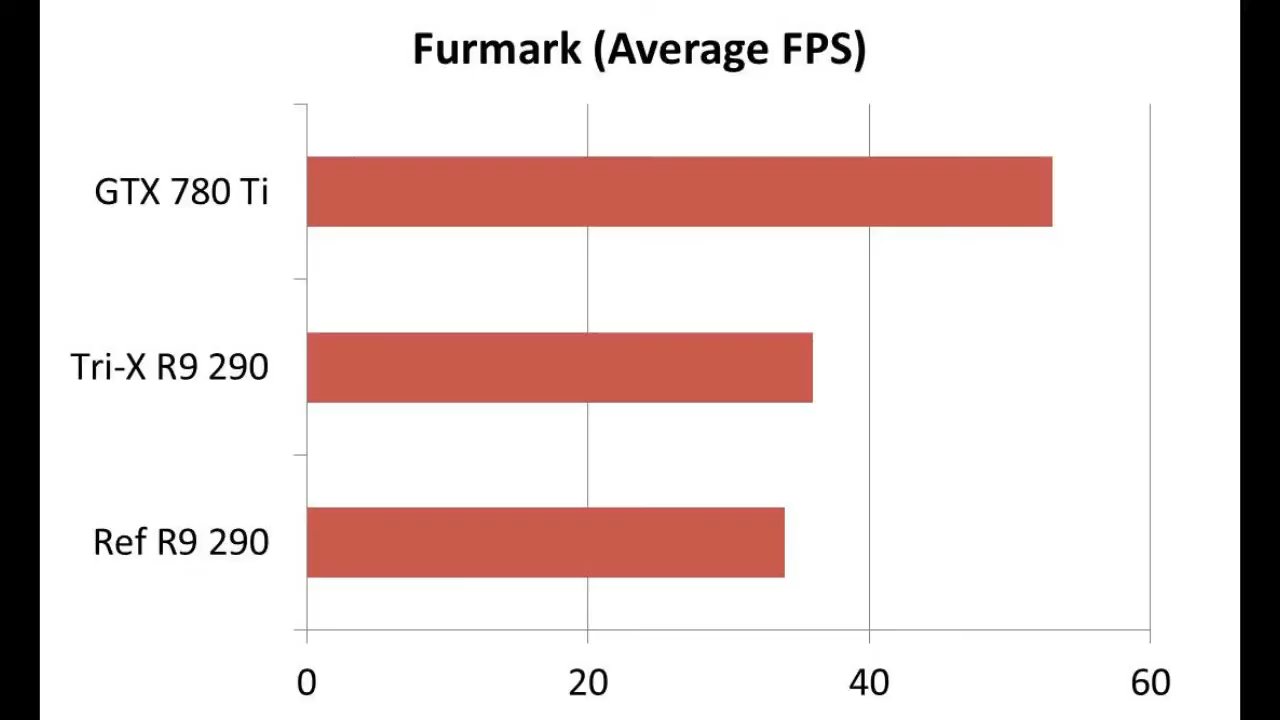 Furmark (Average FPS)
GTX 780 Ti
Tri-X R9 290
Ref R9 290
0 20 40 60